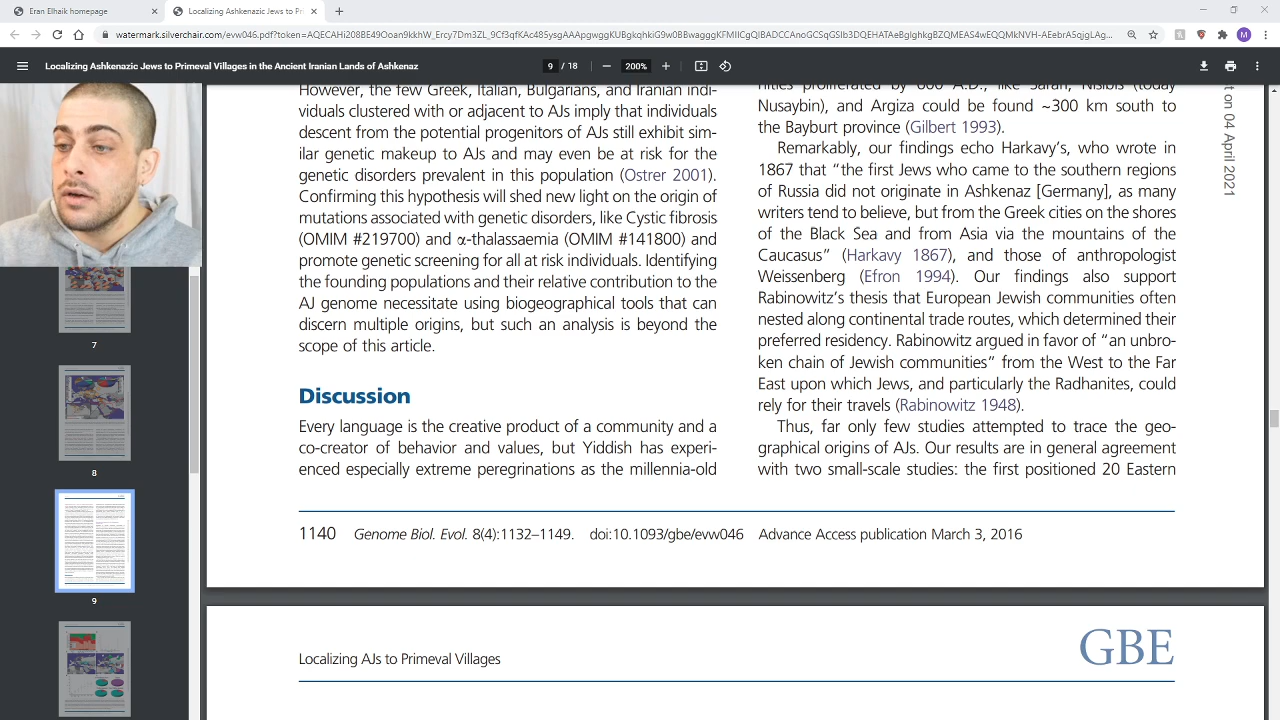 Eran Elhaik homepage
Localizing Ashkenazic Jews to Pri
watermark.silverchair.com/evw046.pdf?token=
M
Localizing Ashkenazic Jews to Primeval Villages in the Ancient Iranian Lands of Ashkenaz
9 / 18
200%
7
8
9
However, the few Greek, Italian, Bulgarians, and Iranian indi-
viduals clustered with or adjacent to AJs imply that individuals
descent from the potential progenitors of AJs still exhibit sim-
ilar genetic makeup to AJs and may even be at risk for the
genetic disorders prevalent in this population (Ostrer 2001).
Confirming this hypothesis will shed new light on the origin of
mutations associated with genetic disorders, like Cystic fibrosis
(OMIM #219700) and α-thalassaemia (OMIM #141800) and
promote genetic screening for all at risk individuals. Identifying
the founding populations and their relative contribution to the
AJ genome necessitate using biogeographical tools that can
discern multiple origins, but such an analysis is beyond the
scope of this article.
Discussion
Every language is the creative product of a community and a
co-creator of behavior and values, but Yiddish has experi-
enced especially extreme peregrinations as the millennia-old
Nusaybin), and Argiza could be found ~300 km south to
the Bayburt province (Gilbert 1993).
Remarkably, our findings echo Harkavy's, who wrote in
1867 that "the first Jews who came to the southern regions
of Russia did not originate in Ashkenaz [Germany], as many
writers tend to believe, but from the Greek cities on the shores
of the Black Sea and from Asia via the mountains of the
Caucasus" (Harkavy 1867), and those of anthropologist
Weissenberg (Efron 1994). Our findings also support
Rabinowitz's thesis that European Jewish communities often
nested along continental trade routes, which determined their
preferred residency. Rabinowitz argued in favor of "an unbro-
ken chain of Jewish communities" from the West to the Far
East upon which Jews, and particularly the Radhanites, could
rely for their travels (Rabinowitz 1948).
Thus, far only few studies attempted to trace the geo-
graphical origins of AJs. Our results are in general agreement
with two small-scale studies: the first positioned 20 Eastern
t on 04 April 2021
1140 Genome Biol. Evol. doi:10.1093/gbe/evw046 Access publication March 3, 2016
GBE
Localizing AJs to Primeval Villages